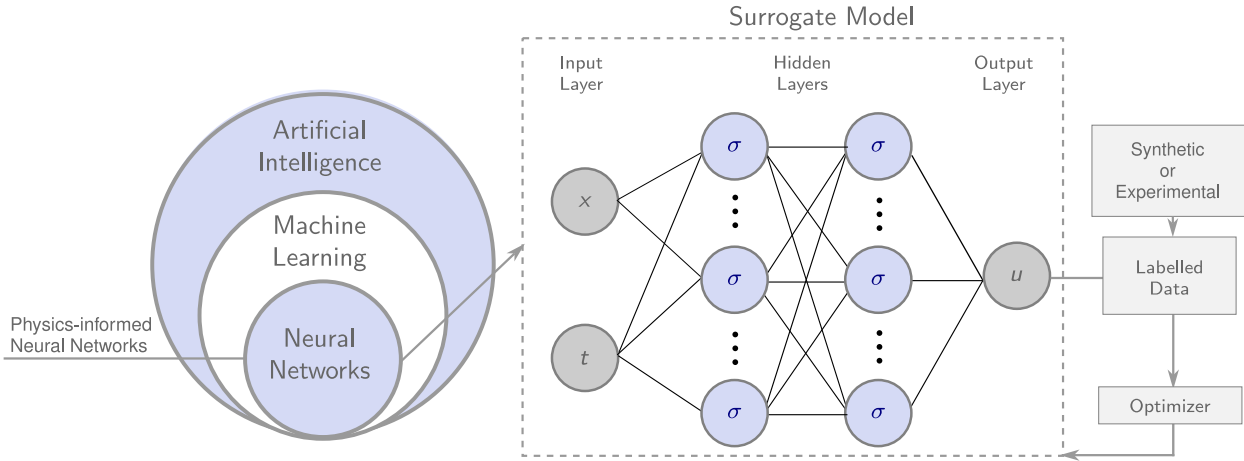 Surrogate Model
Input
Layer
Hidden
Layers
Output
Layer
Artificial
Intelligence
Machine
Learning
Neural
Networks
Physics-informed
Neural Networks
x
t
σ
σ
σ
σ
σ
σ
u
Synthetic
or
Experimental
Labelled
Data
Optimizer